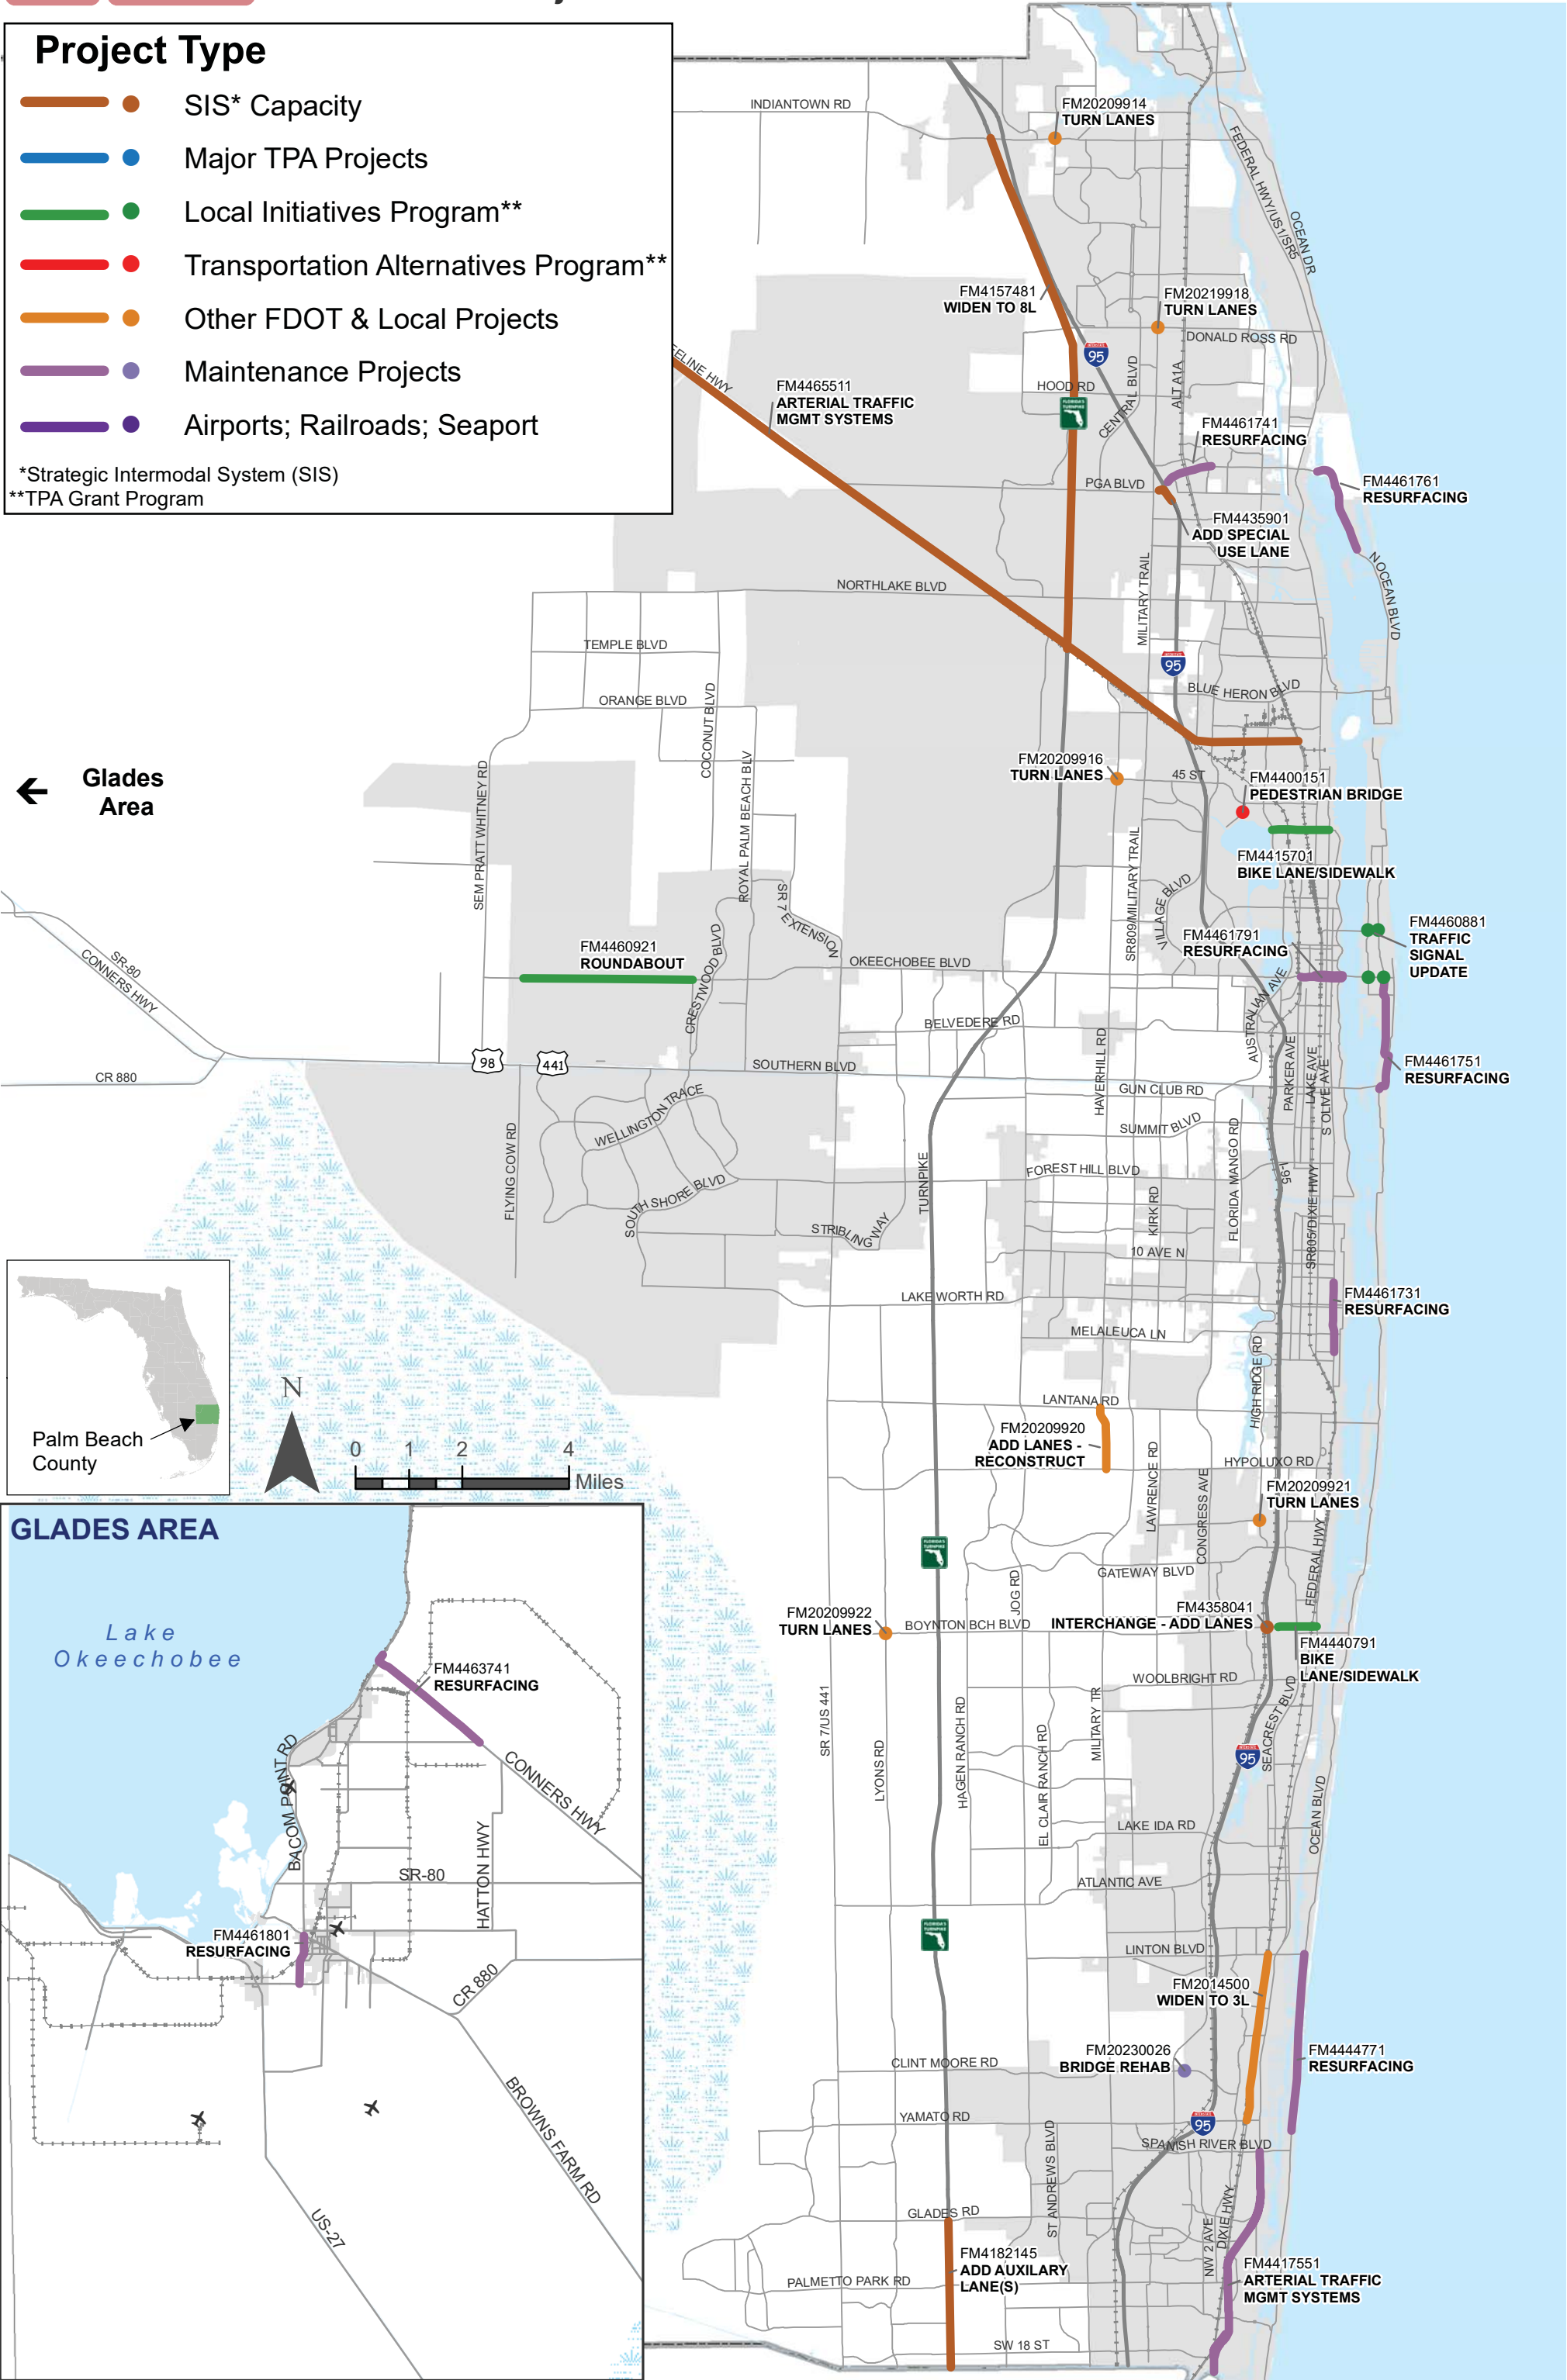 Project Type
SIS* Capacity
Major TPA Projects
Local Initiatives Program**
Transportation Alternatives Program**
Other FDOT & Local Projects
Maintenance Projects
Airports; Railroads; Seaport
*Strategic Intermodal System (SIS)
**TPA Grant Program
INDIANTOWN RD
FM20209914
TURN LANES
FEDERAL HWY/US1/SR5
OCEAN DR
FM4157481
WIDEN TO 8L
FM20219918
TURN LANES
DONALD ROSS RD
95
HOOD RD
CENTRAL BLVD
ALT A1A
FM4465511
ARTERIAL TRAFFIC
MGMT SYSTEMS
FM4461741
RESURFACING
FM4461761
RESURFACING
PGA BLVD
FM4435901
ADD SPECIAL
USE LANE
N OCEAN BLVD
MILITARY TRAIL
NORTHLAKE BLVD
TEMPLE BLVD
95
BLUE HERON BLVD
ORANGE BLVD
COCONUT BLVD
Glades
Area
SEM PRATT WHITNEY RD
ROYAL PALM BEACH BLV
FM20209916
TURN LANES
45 ST
FM4400151
PEDESTRIAN BRIDGE
FM4415701
BIKE LANE/SIDEWALK
SR809/MILITARY TRAIL
VILLAGE BLVD
SR 7 EXTENSION
FM4460881
TRAFFIC
SIGNAL
UPDATE
FM4461791
RESURFACING
FM4460921
ROUNDABOUT
CRESTWOOD BLVD
OKEECHOBEE BLVD
SR-80
CONNERS HWY
AUSTRALIAN AVE
BELVEDERE RD
HAVERHILL RD
PARKER AVE
LAKE AVE
S OLIVE AVE
FM4461751
RESURFACING
98
441
SOUTHERN BLVD
CR 880
GUN CLUB RD
WELLINGTON TRACE
SUMMIT BLVD
FLYING COW RD
FLORIDA MANGO RD
FOREST HILL BLVD
I-95
SOUTH SHORE BLVD
TURNPIKE
KIRK RD
SR805/DIXIE HWY
STRIBLING WAY
10 AVE N
LAKE WORTH RD
FM4461731
RESURFACING
MELALEUCA LN
HIGH RIDGE RD
Palm Beach
County
N
0 1 2 4
Miles
LANTANA RD
FM20209920
ADD LANES -
RECONSTRUCT
LAWRENCE RD
CONGRESS AVE
HYPOLUXO RD
FM20209921
TURN LANES
FLORIDA'S
TURNPIKE
FEDERAL HWY
GATEWAY BLVD
JOG RD
FM20209922
TURN LANES
BOYNTON BCH BLVD
FM4358041
INTERCHANGE - ADD LANES
FM4440791
BIKE
LANE/SIDEWALK
WOOLBRIGHT RD
SR 7/US 441
LYONS RD
HAGEN RANCH RD
EL CLAIR RANCH RD
MILITARY TR
SEACREST BLVD
95
OCEAN BLVD
LAKE IDA RD
ATLANTIC AVE
FLORIDA'S
TURNPIKE
LINTON BLVD
FM2014500
WIDEN TO 3L
FM20230026
BRIDGE REHAB
FM4444771
RESURFACING
CLINT MOORE RD
YAMATO RD
95
SPANISH RIVER BLVD
ST ANDREWS BLVD
GLADES RD
NW 2 AVE
DIXIE HWY
FM4182145
ADD AUXILARY
LANE(S)
PALMETTO PARK RD
FM4417551
ARTERIAL TRAFFIC
MGMT SYSTEMS
SW 18 ST
GLADES AREA
Lake
Okeechobee
FM4463741
RESURFACING
BACOM POINT RD
CONNERS HWY
HATTON HWY
SR-80
FM4461801
RESURFACING
CR 880
BROWNS FARM RD
US-27